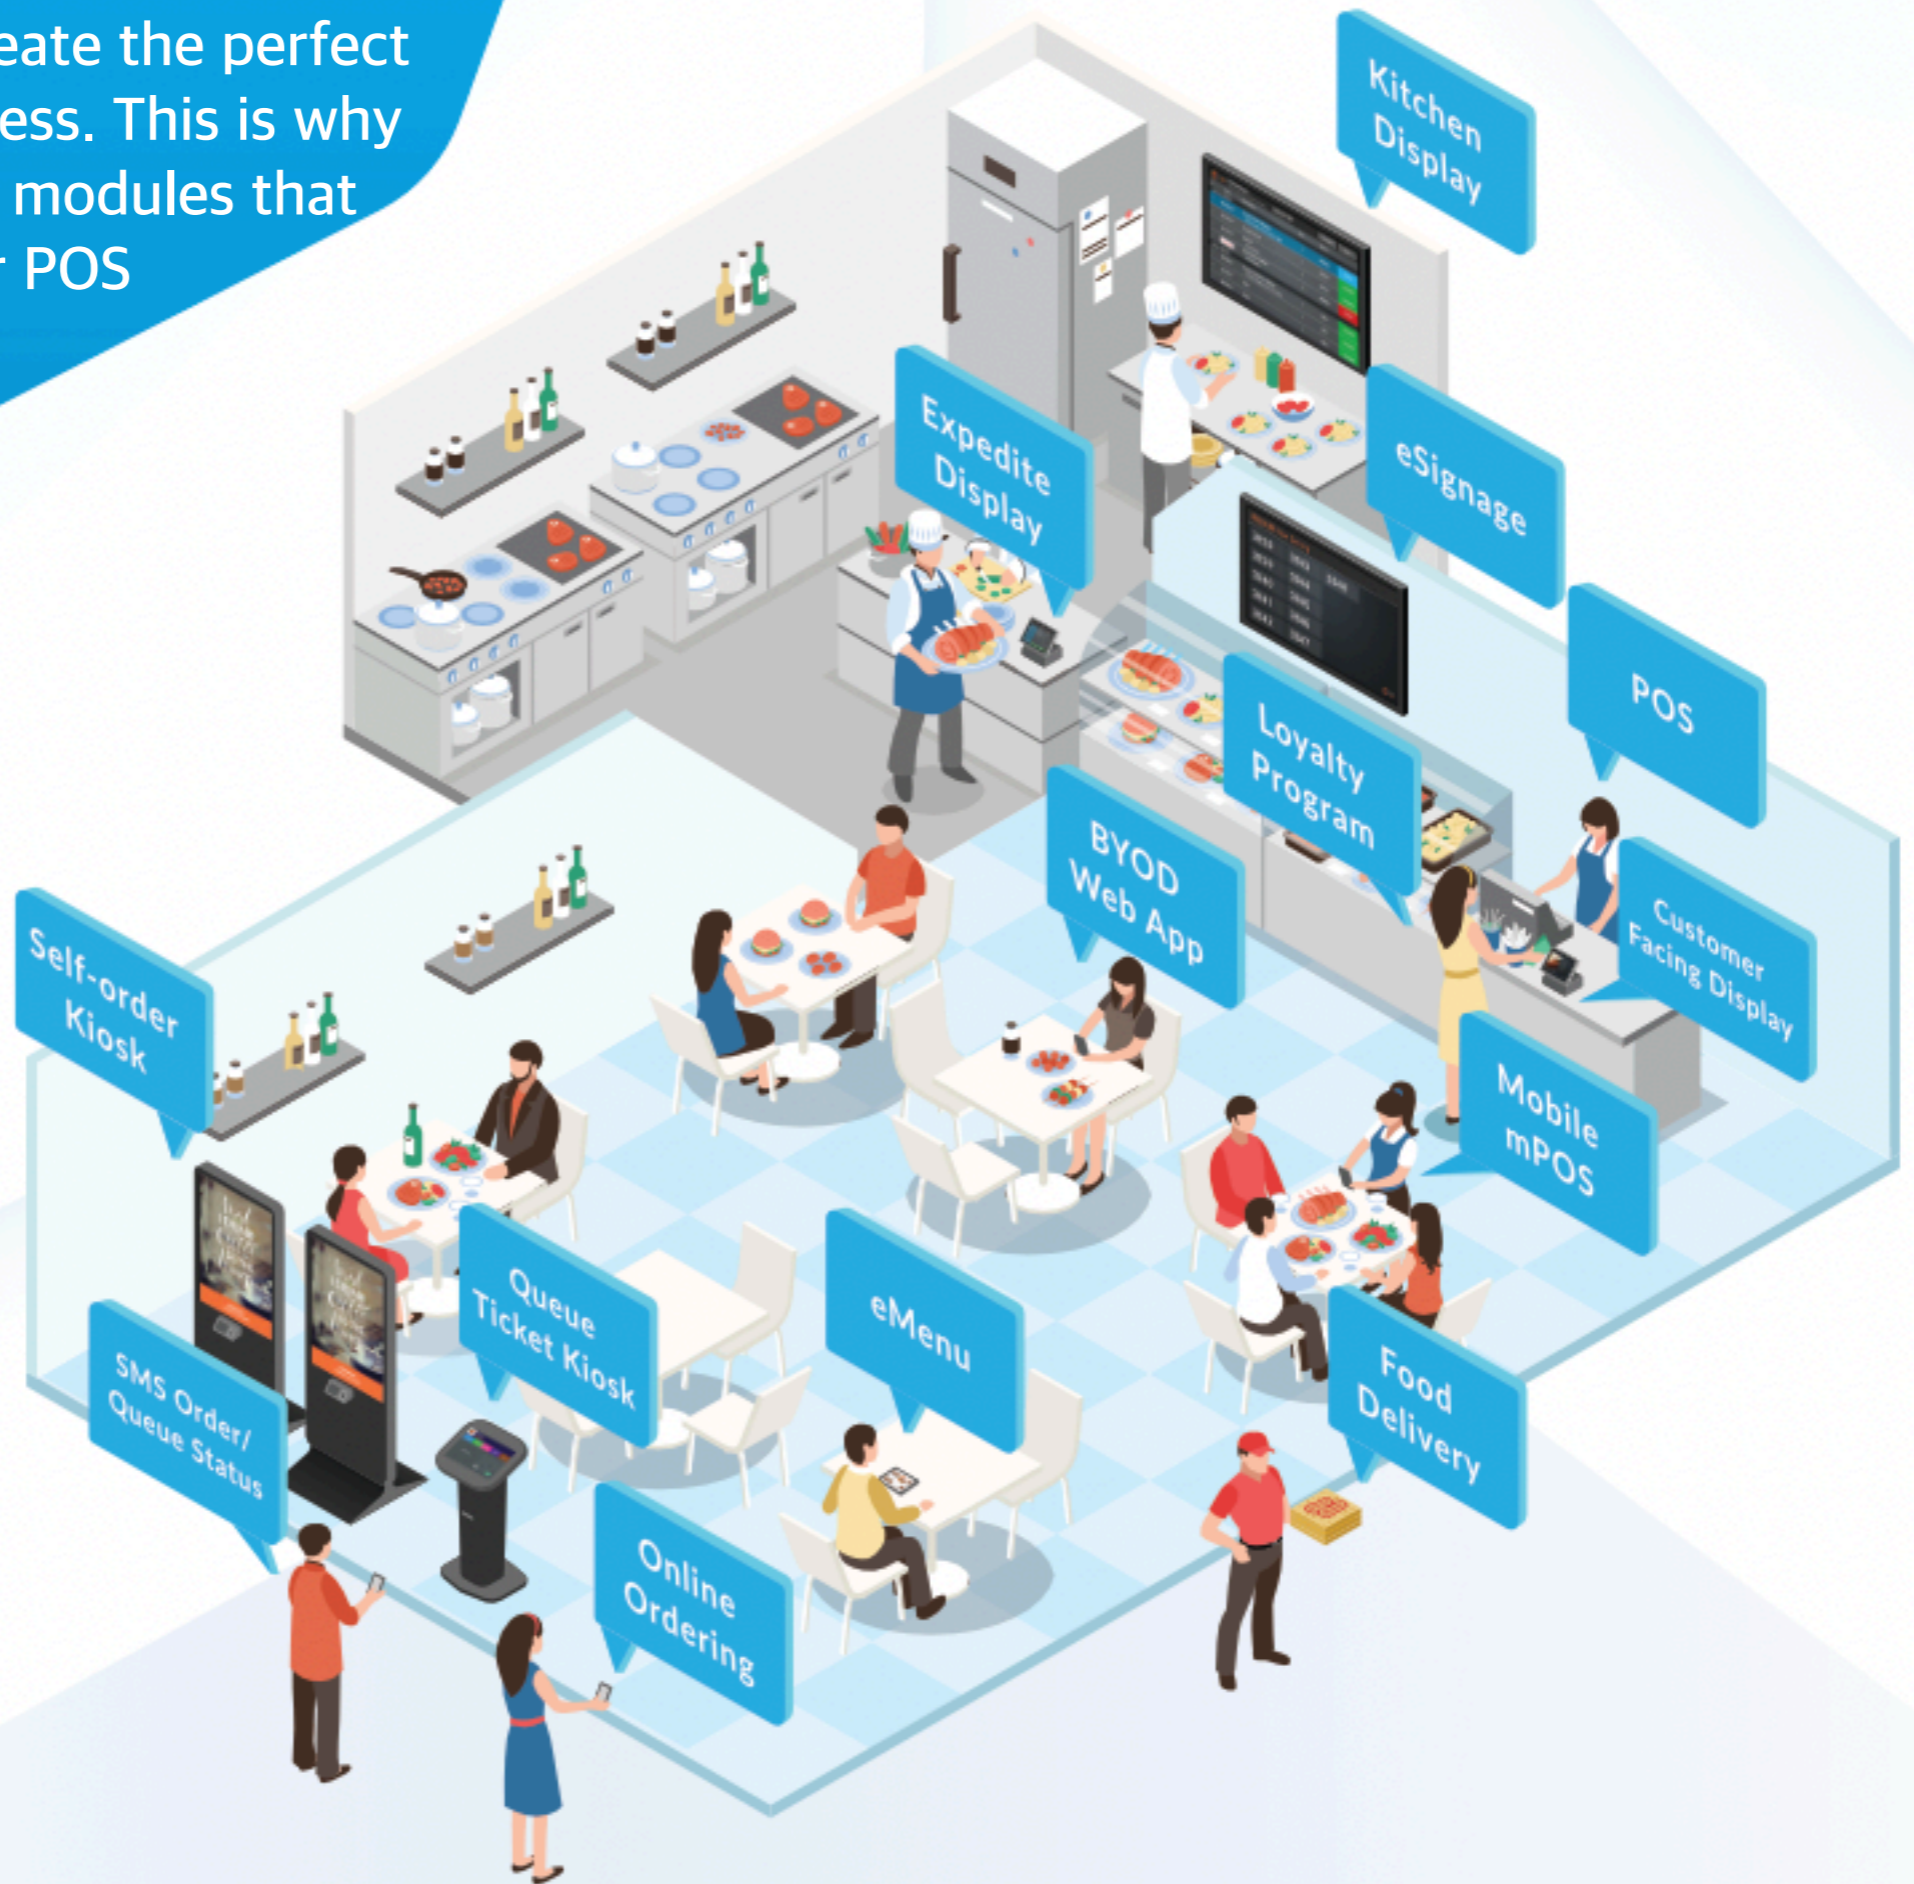 eate the perfect
ess. This is why
modules that
r POS
Kitchen
Display
Expedite
Display
eSignage
POS
Loyalty
Program
BYOD
Web App
Customer
Facing Display
Self-order
Kiosk
Mobile
mPOS
Queue
Ticket Kiosk
eMenu
SMS Order/
Queue Status
Food
Delivery
Online
Ordering